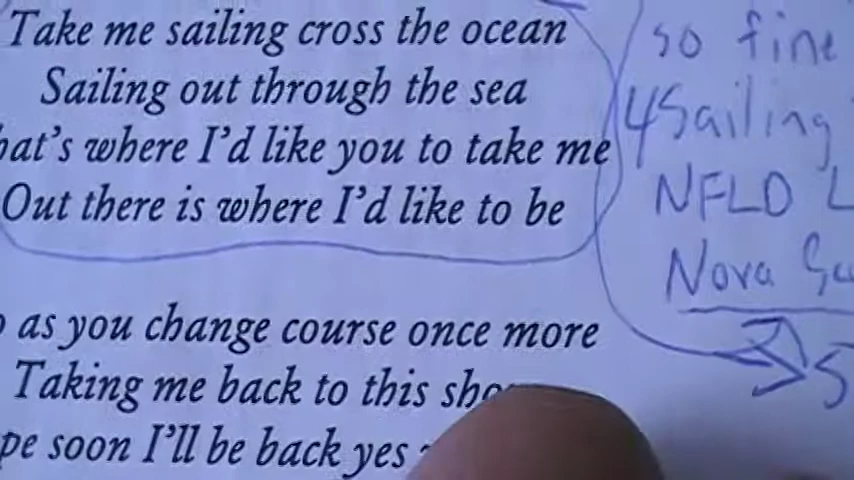 Take me sailing cross the ocean
Sailing out through the sea
hat's where I'd like you to take me
Out there is where I'd like to be
as you change course once more
Taking me back to this
pe soon I'll be back yes
so fine
4 Sailing
NFLD
Nova